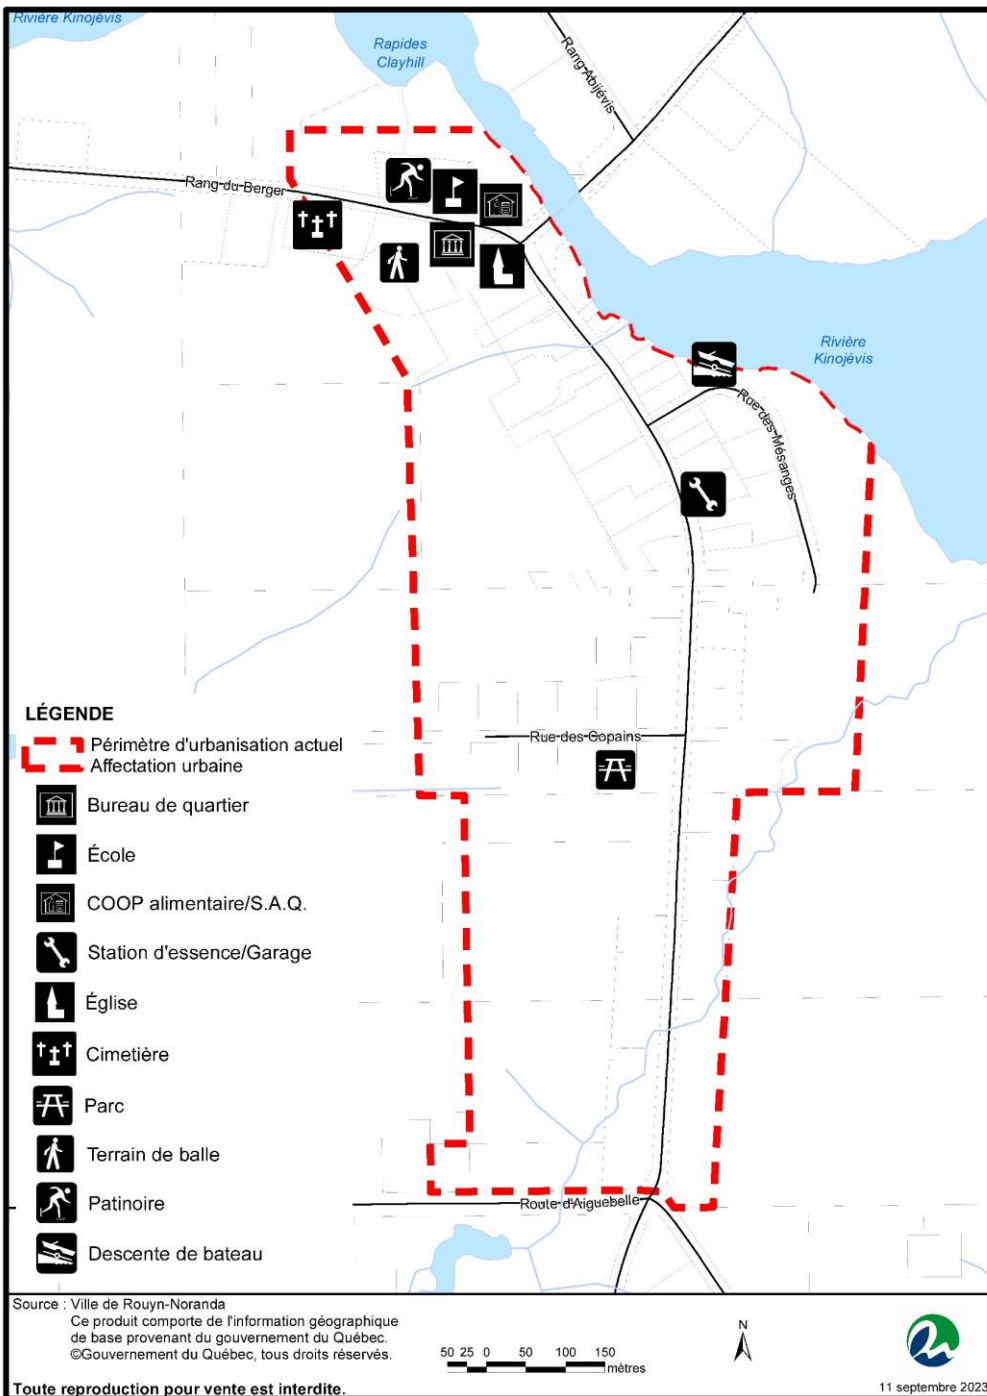 Rivière Kinojévis
Rapides
Clayhill
Rang Abijévis
Rang du Berger
Rivière
Kinojévis
Rue des Mésanges
Rue des Copains
Route d'Aiguebelle
LÉGENDE
Périmètre d'urbanisation actuel
Affectation urbaine
Bureau de quartier
École
COOP alimentaire/S.A.Q.
Station d'essence/Garage
Église
Cimetière
Parc
Terrain de balle
Patinoire
Descente de bateau
Source : Ville de Rouyn-Noranda
Ce produit comporte de l'information géographique
de base provenant du gouvernement du Québec.
©Gouvernement du Québec, tous droits réservés.
Toute reproduction pour vente est interdite.
50 25 0 50 100 150
mètres
N
11 septembre 2023